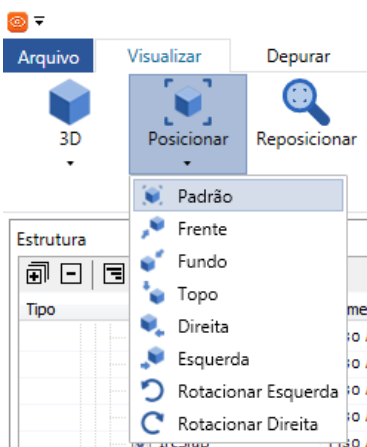 Arquivo Visualizar Depurar
3D Posicionar Reposicionar
Padrão
Frente
Fundo
Topo
Direita
Esquerda
Rotacionar Esquerda
Rotacionar Direita
Estrutura
Tipo